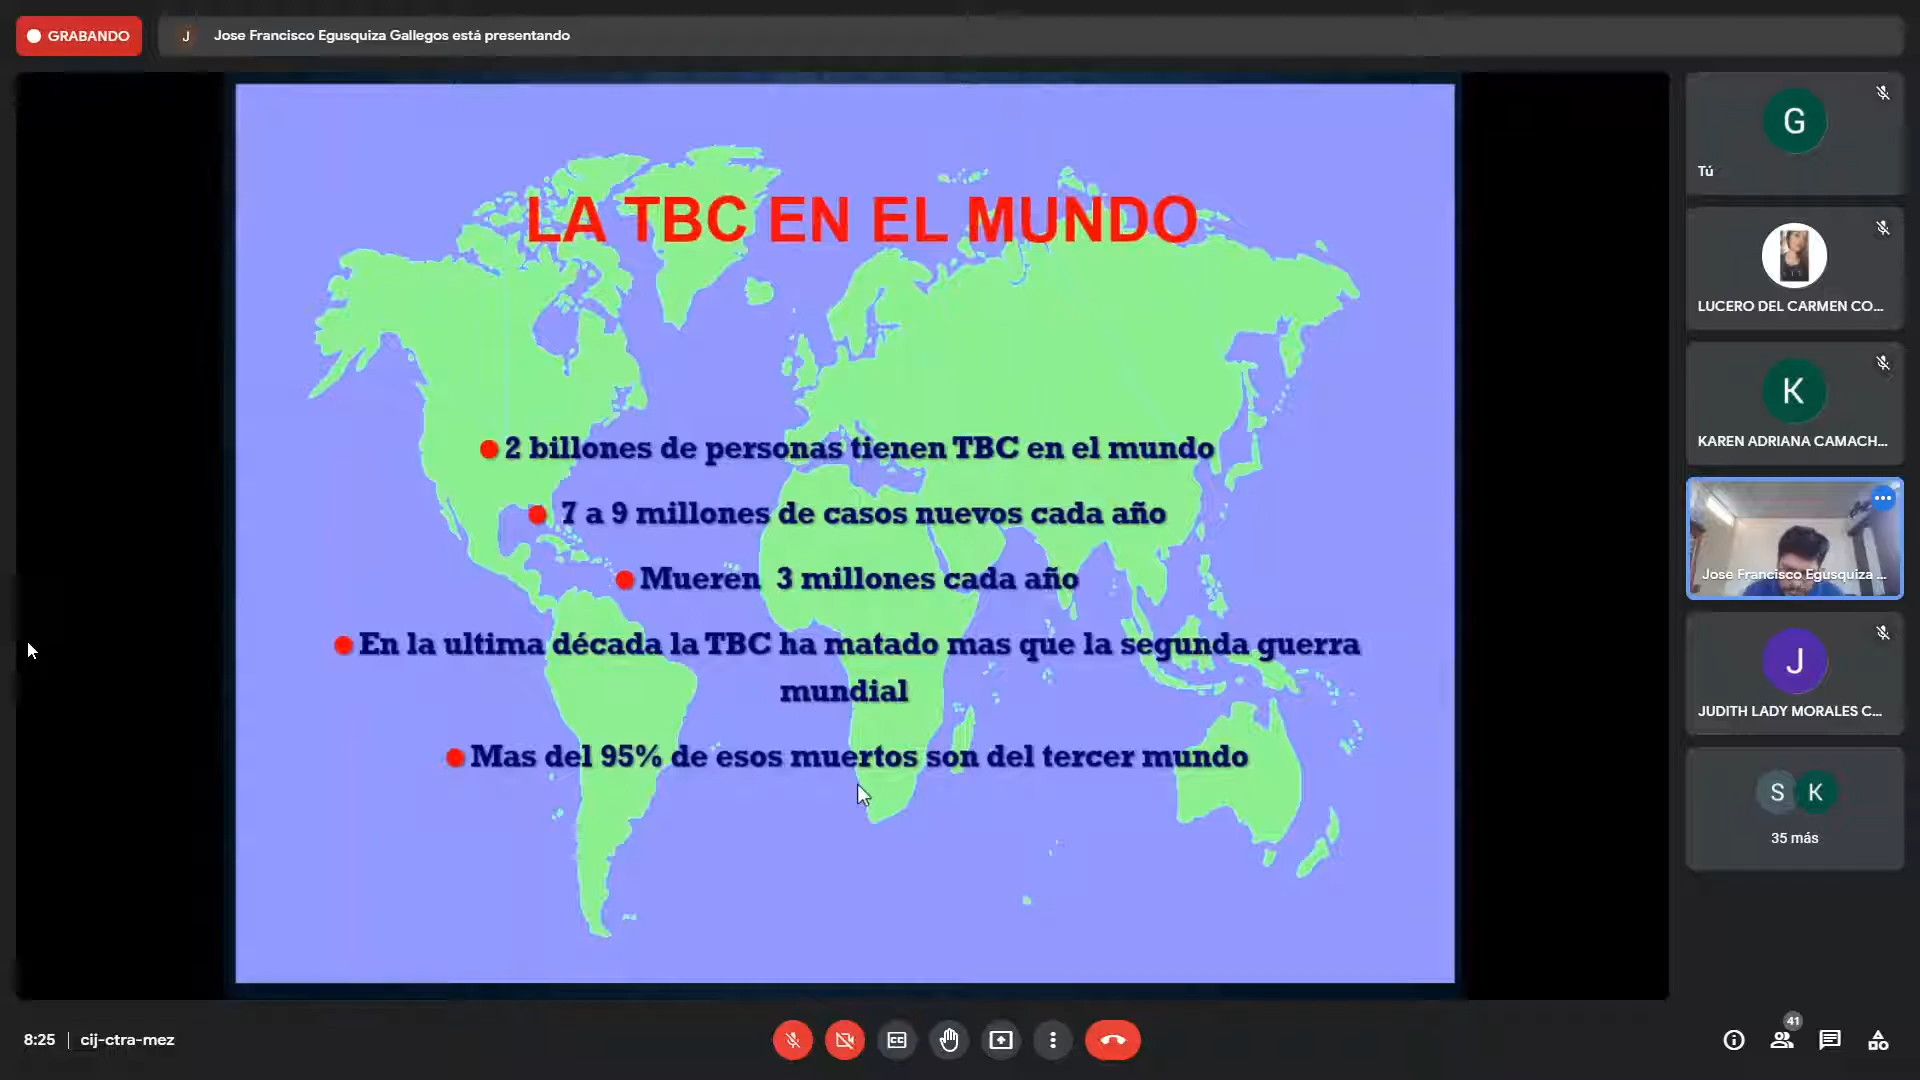 GRABANDO
J
Jose Francisco Egusquiza Gallegos está presentando
LA TBC EN EL MUNDO
2 billones de personas tienen TBC en el mundo
7 a 9 millones de casos nuevos cada año
Mueren 3 millones cada año
En la ultima década la TBC ha matado mas que la segunda guerra
mundial
Mas del 95% de esos muertos son del tercer mundo
G
Tú
LUCERO DEL CARMEN CO...
K
KAREN ADRIANA CAMACH...
Jose Francisco Egusquiza ...
J
JUDITH LADY MORALES C...
S K
35 más
8:25 | cij-ctra-mez
CC
41